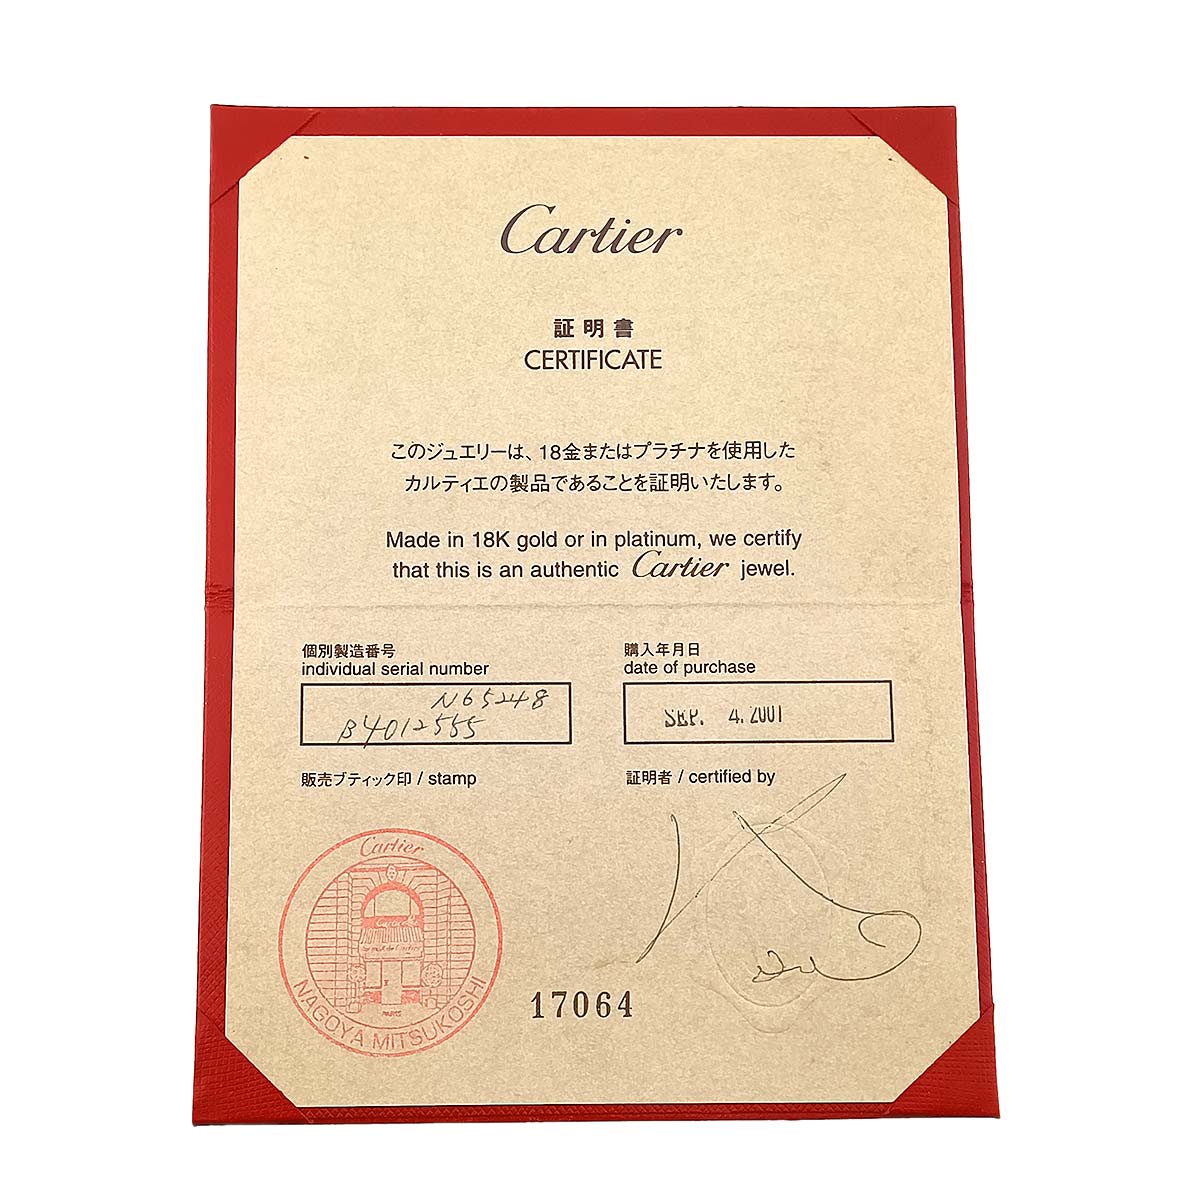 Cartier
証明書
CERTIFICATE
このジュエリーは、18金またはプラチナを使用した
カルティエの製品であることを証明いたします。
Made in 18K gold or in platinum, we certify
that this is an authentic Cartier jewel.
個別製造番号
individual serial number
N65248
B4012555
購入年月日
date of purchase
SEP. 4. 2001
販売ブティック印 / stamp
証明者 / certified by
Cartier
Cartier
PARIS
NAGOYA MITSUKOSHI
17064